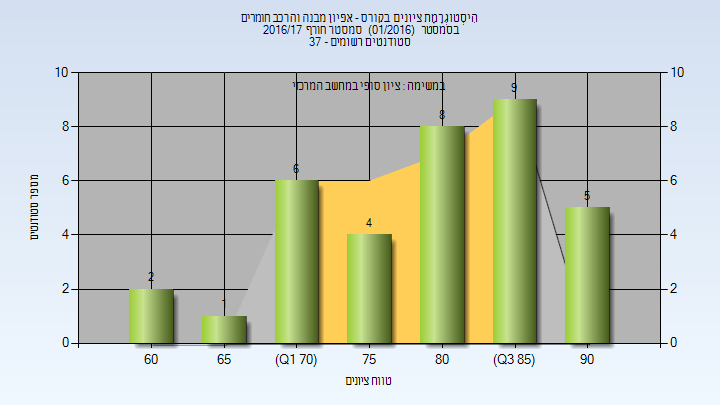 היסטוגרמת ציונים בקורס - אפיון מבנה והרכב חומרים
בסמסטר (01/2016) סמסטר חורף 2016/17
סטודנטים רשומים - 37
במשימה : ציון סופי במחשב המרכזי
מספר סטודנטים
10 10
8 8
6 6
4 4
2 2
0 0
2 1 6 4 8 9 5
60 65 (Q1 70) 75 80 (Q3 85) 90
טווח ציונים